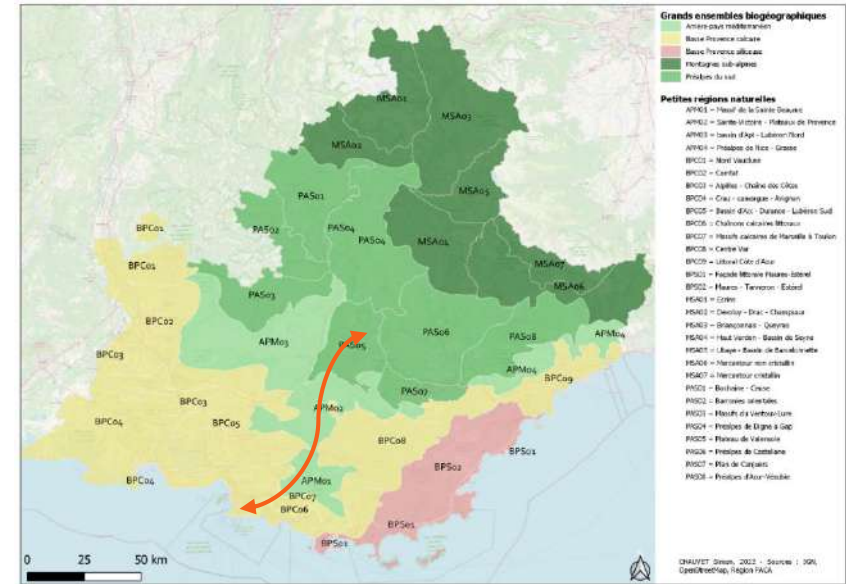 Grands ensembles biogéographiques
Arrière-pays méditerranéen
Basse Provence calcaire
Basse Provence siliceuse
Montagnes sub-alpines
Préalpes du sud
Petites régions naturelles
APM01 = Massif de la Sainte Beaume
APM02 = Sainte-Victoire - Plateaux de Provence
APM03 = bassin d'Apt - Lubéron Nord
APM04 = Préalpes de Nice - Grasse
BPC01 = Nord Vaucluse
BPC02 = Comtat
BPC03 = Alpilles - Chaîne des Côtes
BPC04 = Crau - camargue - Avignon
BPC05 = Bassin d'Aix - Durance - Lubéron Sud
BPC06 = Chaînons calcaires littoraux
BPC07 = Massifs calcaires de Marseille à Toulon
BPC08 = Centre Var
BPC09 = Littoral Côte d'Azur
BPS01 = Façade littorale Maures-Estérel
BPS02 = Maures - Tanneron - Estérel
MSA01 = Ecrins
MSA02 = Dévoluy - Drac - Champsaur
MSA03 = Briançonnais - Queyras
MSA04 = Haut Verdon - Bassin de Seyne
MSA05 = Ubaye - Bassin de Barcelonnette
MSA06 = Mercantour non cristallin
MSA07 = Mercantour cristallin
PAS01 = Bochaine - Ceuse
PAS02 = Baronnies orientales
PAS03 = Massifs du Ventoux-Lure
PAS04 = Préalpes de Digne à Gap
PAS05 = Plateau de Valensole
PAS06 = Préalpes de Castellane
PAS07 = Plan de Canjuers
PAS08 = Préalpes d'Azur-Vésubie
MSA01
MSA03
MSA02
MSA05
PAS01
PAS02
PAS04
PAS04
MSA04
BPC01
MSA07
BPC01
MSA06
PAS03
BPC02
PAS06
PAS08
APM04
APM03
PAS05
BPC03
APM04
BPC09
PAS07
BPC03
APM02
BPC04
BPC05
BPC08
BPS01
BPS02
BPC04
APM01
BPC07
BPC06
BPS01
BPS01
0 25 50 km
CHAUVET Simon, 2023 - Sources : IGN,
OpenStreetMap, Région PACA